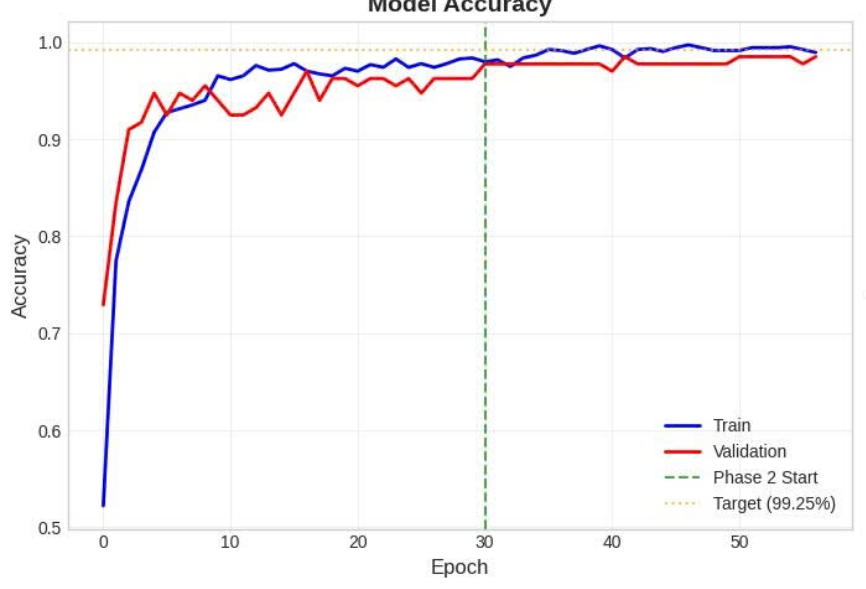 Model Accuracy
1.0
0.9
0.8
0.7
0.6
0.5
Accuracy
0
10
20
30
40
50
Epoch
Train
Validation
Phase 2 Start
Target (99.25%)